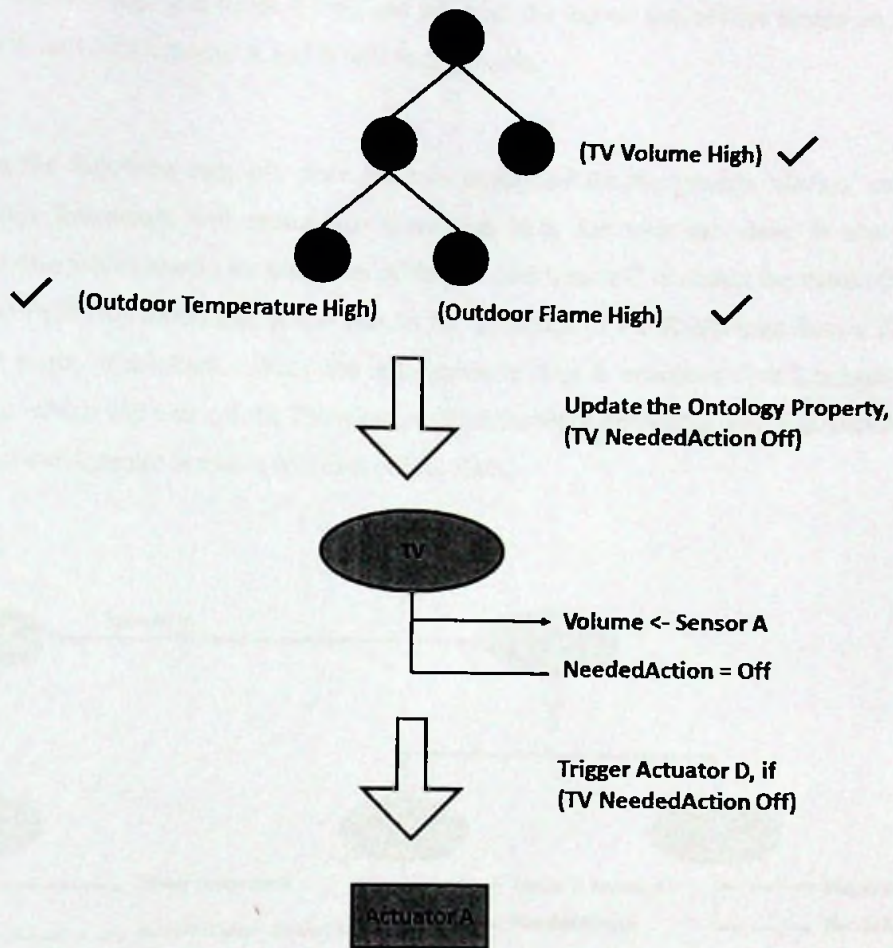 (TV Volume High) ✓
✓ (Outdoor Temperature High) (Outdoor Flame High) ✓
Update the Ontology Property,
(TV NeededAction Off)
TV
Volume <- Sensor A
NeededAction = Off
Trigger Actuator D, if
(TV NeededAction Off)
Actuator A